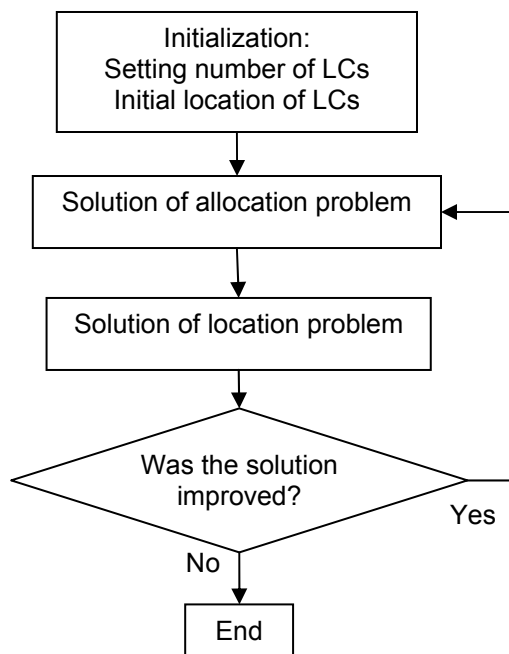 Initialization:
Setting number of LCs
Initial location of LCs
Solution of allocation problem
Solution of location problem
Was the solution
improved?
Yes
No
End